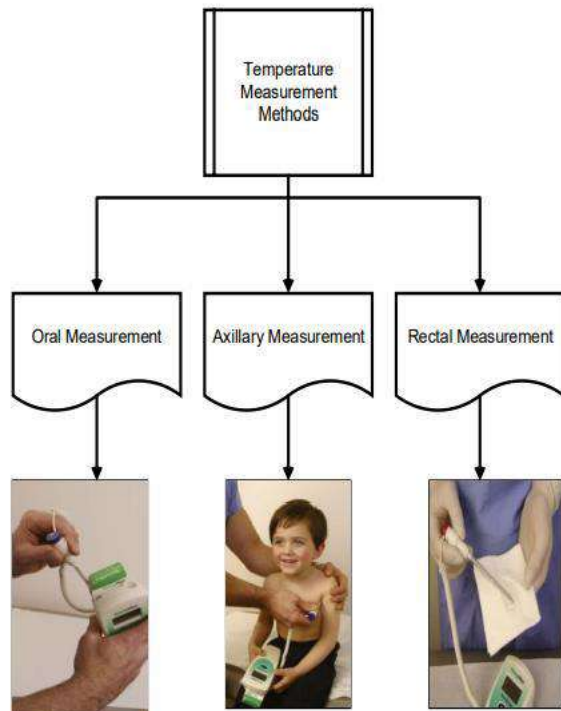 Temperature
Measurement
Methods
Oral Measurement
Axillary Measurement
Rectal Measurement